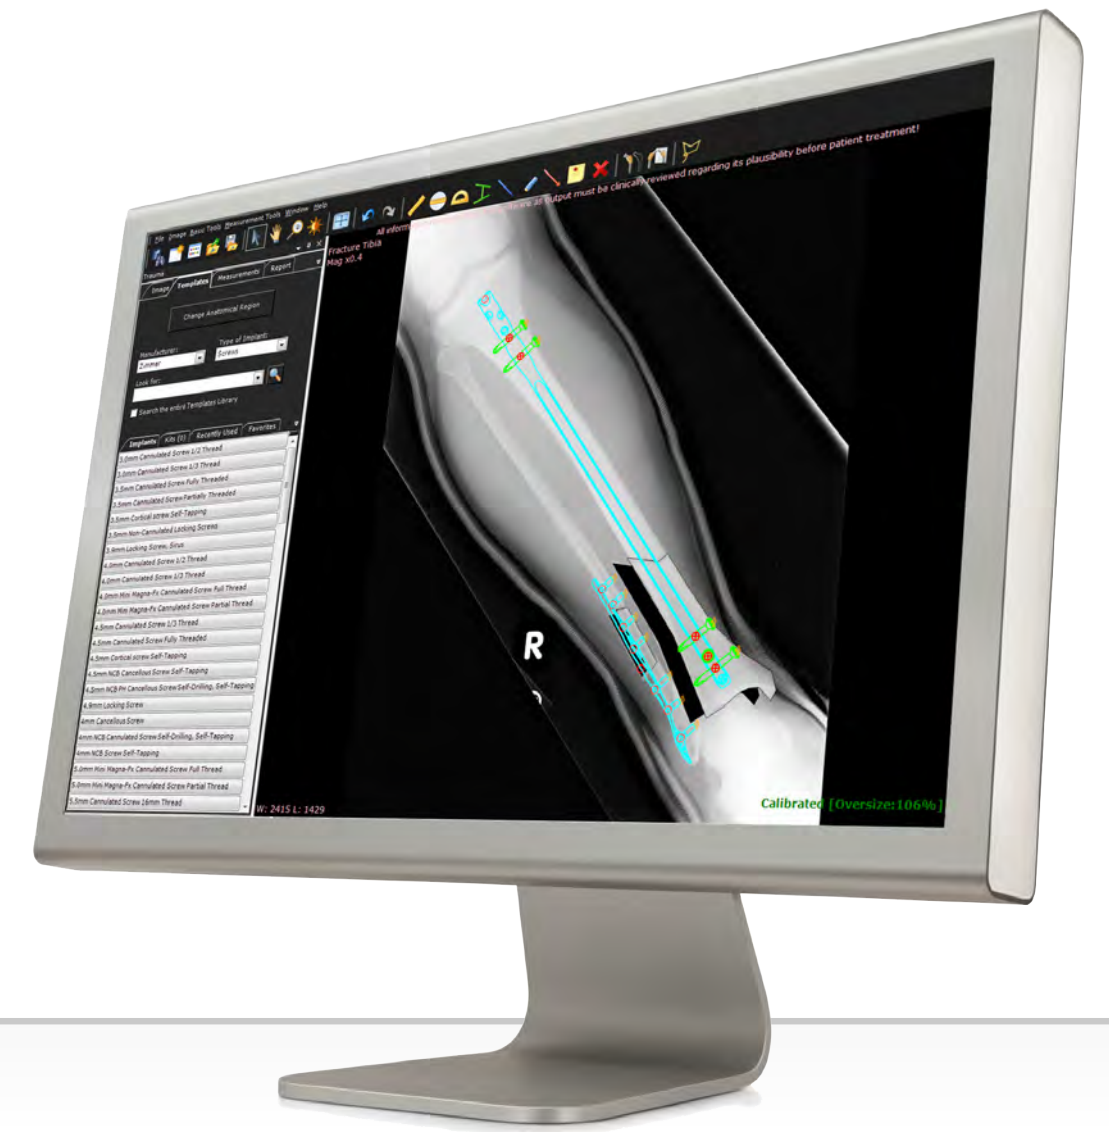 File Image Basic Tools Measurement Tools Window Help
All inform
are as output must be clinically reviewed regarding its plausibility before patient treatment!
Trauma
Image Templates Measurements Report
Change Anatomical Region
Manufacturer:
Type of Implant:
Zimmer
Screws
Look for:
Search the entire Templates Library
Implants Kits (0) Recently Used Favorites
3.0mm Cannulated Screw 1/2 Thread
3.0mm Cannulated Screw 1/3 Thread
3.5mm Cannulated Screw Fully Threaded
3.5mm Cannulated Screw Partially Threaded
3.5mm Cortical screw Self-Tapping
3.5mm Non-Cannulated Locking Screws
3.9mm Locking Screw, Sirus
4.0mm Cannulated Screw 1/2 Thread
4.0mm Cannulated Screw 1/3 Thread
4.0mm Mini Magna-Fx Cannulated Screw Full Thread
4.0mm Mini Magna-Fx Cannulated Screw Partial Thread
4.5mm Cannulated Screw 1/3 Thread
4.5mm Cannulated Screw Fully Threaded
4.5mm Cortical screw Self-Tapping
4.5mm NCB Cancellous Screw Self-Tapping
4.5mm NCB PH Cancellous Screw Self-Drilling, Self-Tapping
4.9mm Locking Screw
4mm Cancellous Screw
4mm NCB Cannulated Screw Self-Drilling, Self-Tapping
4mm NCB Screw Self-Tapping
5.0mm Mini Magna-Fx Cannulated Screw Full Thread
5.0mm Mini Magna-Fx Cannulated Screw Partial Thread
5.5mm Cannulated Screw 16mm Thread
Fracture Tibia
Mag x0.4
R
W: 2415 L: 1429
Calibrated [Oversize:106%]